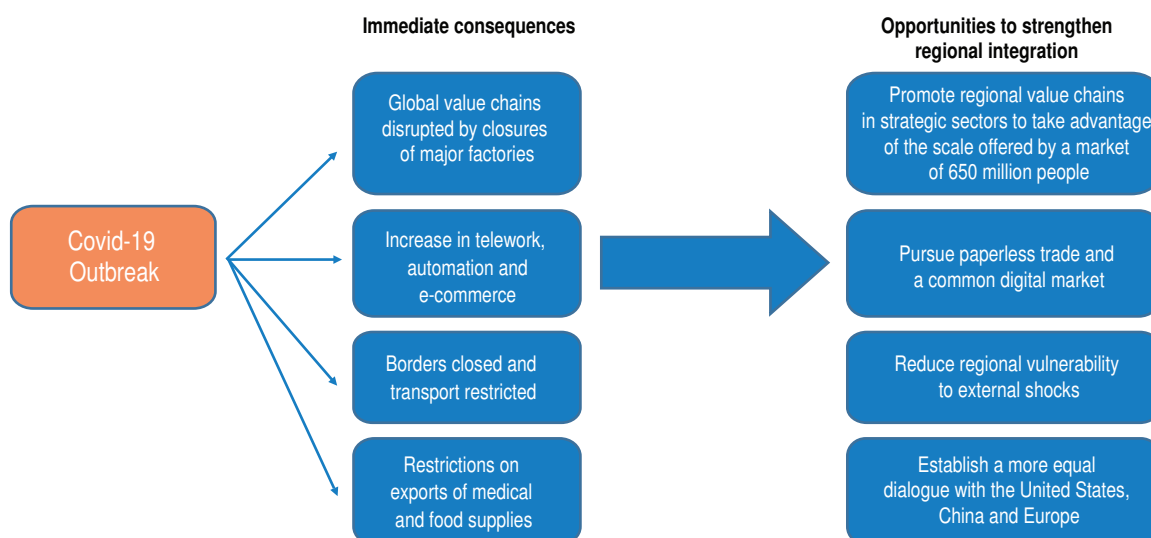 Immediate consequences
Opportunities to strengthen
regional integration
Covid-19
Outbreak
Global value chains
disrupted by closures
of major factories
Increase in telework,
automation and
e-commerce
Borders closed and
transport restricted
Restrictions on
exports of medical
and food supplies
Promote regional value chains
in strategic sectors to take advantage
of the scale offered by a market
of 650 million people
Pursue paperless trade and
a common digital market
Reduce regional vulnerability
to external shocks
Establish a more equal
dialogue with the United States,
China and Europe